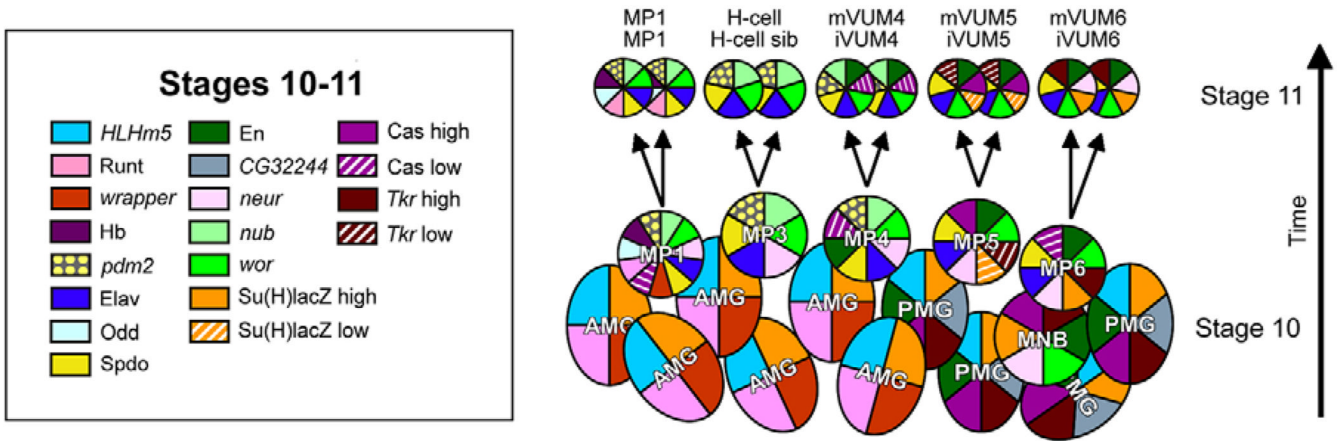 Stages 10-11
HLHm5
Runt
wrapper
Hb
pdm2
Elav
Odd
Spdo
En
CG32244
neur
nub
wor
Su(H)lacZ high
Su(H)lacZ low
Cas high
Cas low
Tkr high
Tkr low
MP1
MP1
H-cell
H-cell sib
mVUM4
iVUM4
mVUM5
iVUM5
mVUM6
iVUM6
Stage 11
Stage 10
Time
MP1
MP3
MP4
MP5
MP6
AMG
AMG
AMG
AMG
AMG
AMG
PMG
PMG
MNB
PMG
MG